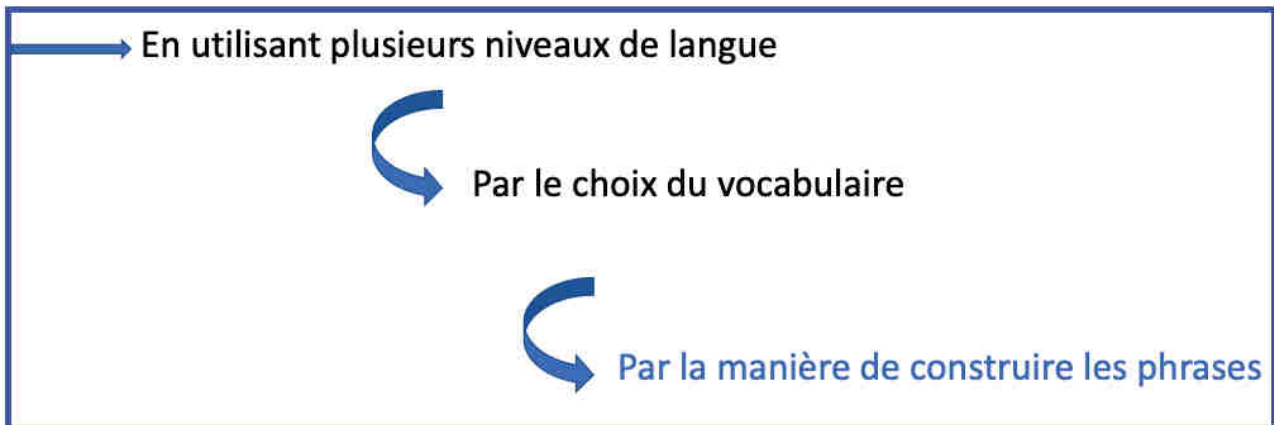 En utilisant plusieurs niveaux de langue
Par le choix du vocabulaire
Par la manière de construire les phrases